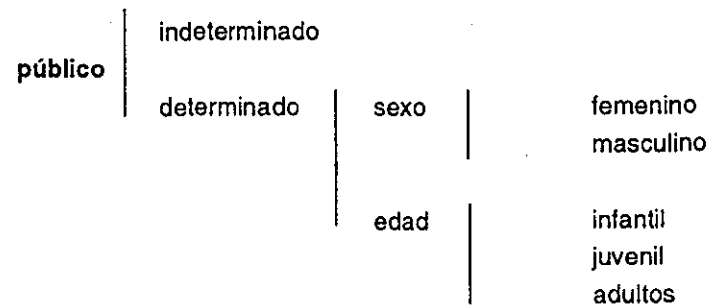 indeterminado
público
determinado sexo femenino
masculino
edad infantil
juvenil
adultos